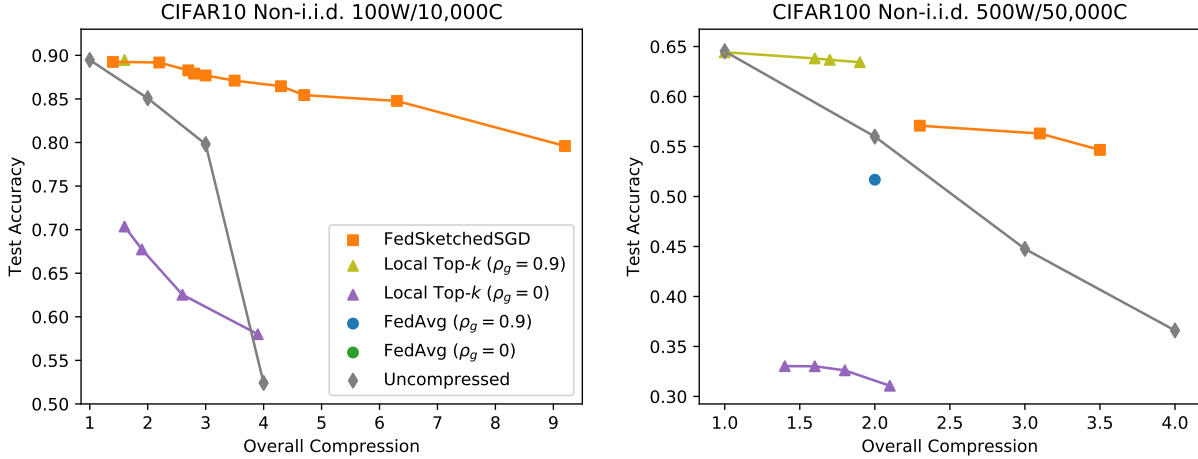 CIFAR10 Non-i.i.d. 100W/10,000C
0.90
0.85
0.80
0.75
0.70
0.65
0.60
0.55
0.50
Test Accuracy
1 2 3 4 5 6 7 8 9
Overall Compression
FedSketchedSGD
Local Top-k (ρg = 0.9)
Local Top-k (ρg = 0)
FedAvg (ρg = 0.9)
FedAvg (ρg = 0)
Uncompressed
CIFAR100 Non-i.i.d. 500W/50,000C
0.65
0.60
0.55
0.50
0.45
0.40
0.35
0.30
Test Accuracy
1.0 1.5 2.0 2.5 3.0 3.5 4.0
Overall Compression